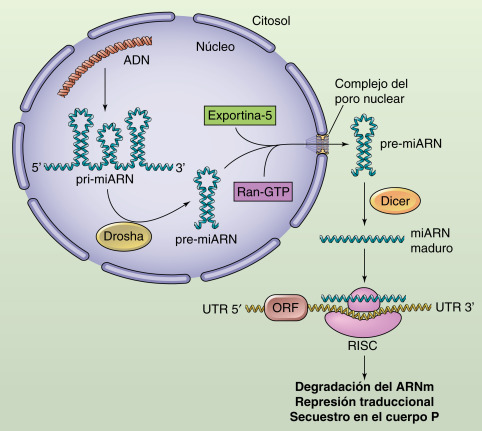 Citosol
Núcleo
ADN
Complejo del
poro nuclear
Exportina-5
5′
3′
pri-miARN
pre-miARN
Ran-GTP
Dicer
Drosha
pre-miARN
miARN
maduro
UTR 5′
ORF
UTR 3’
RISC
Degradación del ARNm
Represión traduccional
Secuestro en el cuerpo P